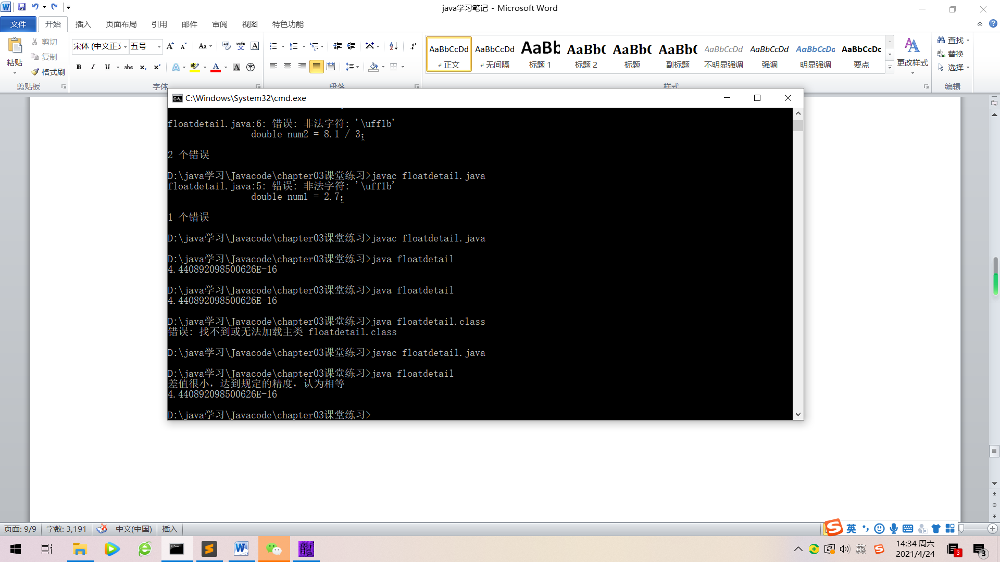 java学习笔记 - Microsoft Word
文件 开始 插入 页面布局 引用 邮件 审阅 视图 特色功能
粘贴
剪切
复制
格式刷
剪贴板
宋体 (中文正文 五号
字体
段落
AaBbCcDd AaBbCcDd AaBb AaBb( AaBb( AaBb( AaBbCcDd AaBbCcDd AaBbCcDd AaBbCcDd
正文 无间隔 标题 1 标题 2 标题 副标题 不明显强调 强调 明显强调 要点
样式
更改样式
查找
替换
选择
编辑
C:\Windows\System32\cmd.exe
floatdetail.java:6: 错误: 非法字符: '\uff1b'
double num2 = 8.1 / 3；
^
2 个错误
D:\java学习\Javacode\chapter03课堂练习>javac floatdetail.java
floatdetail.java:5: 错误: 非法字符: '\uff1b'
double num1 = 2.7；
^
1 个错误
D:\java学习\Javacode\chapter03课堂练习>javac floatdetail.java
D:\java学习\Javacode\chapter03课堂练习>java floatdetail
4.440892098500626E-16
D:\java学习\Javacode\chapter03课堂练习>java floatdetail
4.440892098500626E-16
D:\java学习\Javacode\chapter03课堂练习>java floatdetail.class
错误: 找不到或无法加载主类 floatdetail.class
D:\java学习\Javacode\chapter03课堂练习>javac floatdetail.java
D:\java学习\Javacode\chapter03课堂练习>java floatdetail
差值很小，达到规定的精度，认为相等
4.440892098500626E-16
D:\java学习\Javacode\chapter03课堂练习>
页面: 9/9 字数: 3,191 中文(中国) 插入
英
英
14:34 周六
2021/4/24
3
3